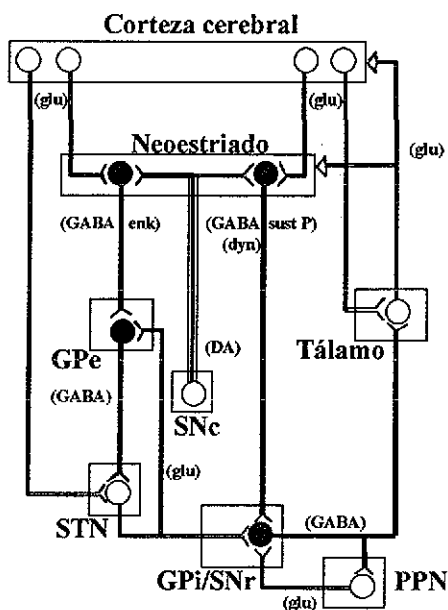 Corteza cerebral
(glu)
(glu)
(glu)
Neoestriado
(GABA enk)
(GABA sust P)
(dyn)
GPe
Tálamo
(DA)
(GABA)
SNc
(glu)
STN
(GABA)
GPi/SNr
PPN
(glu)